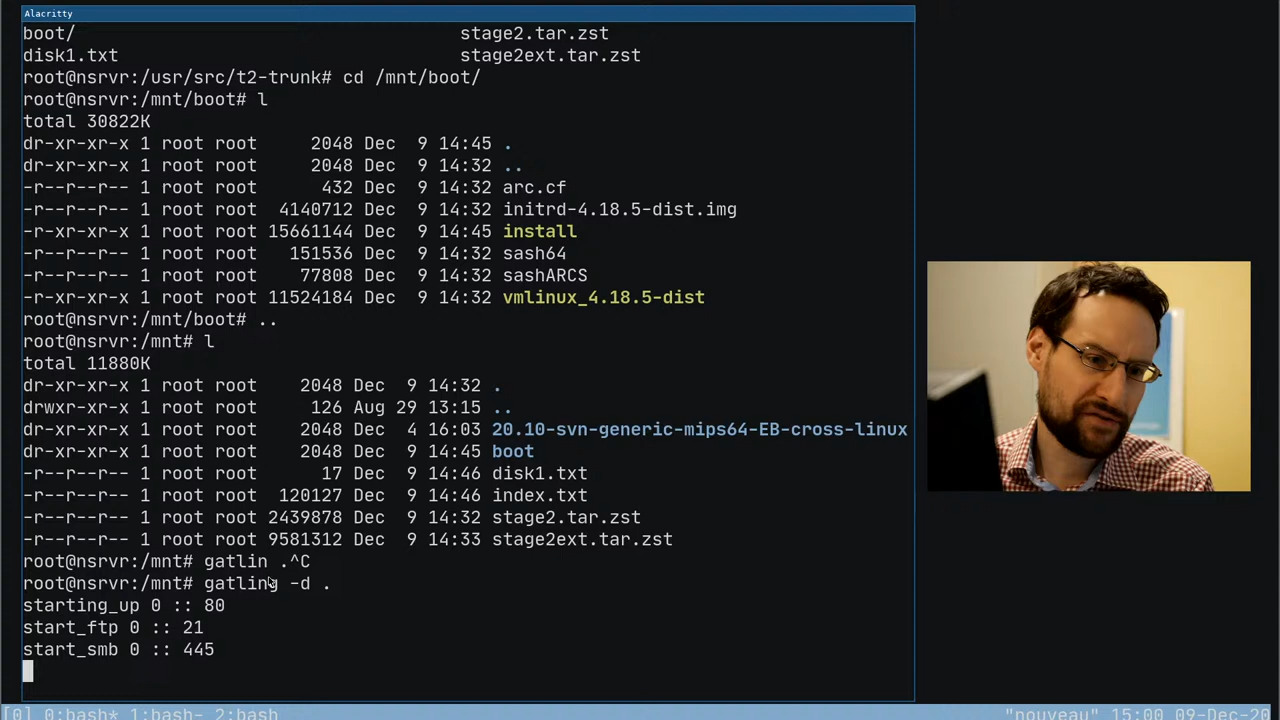 Alacritty
boot/ stage2.tar.zst
disk1.txt stage2ext.tar.zst
root@nsrvr:/usr/src/t2-trunk# cd /mnt/boot/
root@nsrvr:/mnt/boot# l
total 30822K
dr-xr-xr-x 1 root root 2048 Dec 9 14:45 .
dr-xr-xr-x 1 root root 2048 Dec 9 14:32 ..
-r--r--r-- 1 root root 432 Dec 9 14:32 arc.cf
-r--r--r-- 1 root root 4140712 Dec 9 14:32 initrd-4.18.5-dist.img
-r-xr-xr-x 1 root root 15661144 Dec 9 14:45 install
-r--r--r-- 1 root root 151536 Dec 9 14:32 sash64
-r--r--r-- 1 root root 77808 Dec 9 14:32 sashARCS
-r-xr-xr-x 1 root root 11524184 Dec 9 14:32 vmlinux_4.18.5-dist
root@nsrvr:/mnt/boot# ..
root@nsrvr:/mnt# l
total 11880K
dr-xr-xr-x 1 root root 2048 Dec 9 14:32 .
drwxr-xr-x 1 root root 126 Aug 29 13:15 ..
dr-xr-xr-x 1 root root 2048 Dec 4 16:03 20.10-svn-generic-mips64-EB-cross-linux
dr-xr-xr-x 1 root root 2048 Dec 9 14:45 boot
-r--r--r-- 1 root root 17 Dec 9 14:46 disk1.txt
-r--r--r-- 1 root root 120127 Dec 9 14:46 index.txt
-r--r--r-- 1 root root 2439878 Dec 9 14:32 stage2.tar.zst
-r--r--r-- 1 root root 9581312 Dec 9 14:33 stage2ext.tar.zst
root@nsrvr:/mnt# gatlin .^C
root@nsrvr:/mnt# gatling -d .
starting_up 0 :: 80
start_ftp 0 :: 21
start_smb 0 :: 445
[0] 0:bash* 1:bash- 2:bash "nouveau" 15:00 09-Dec-20